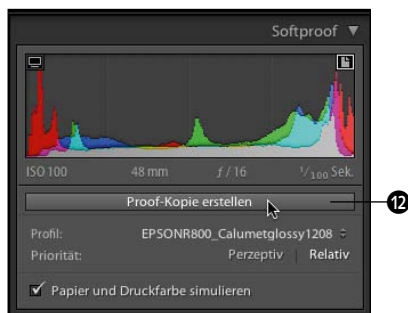 Softproof
ISO 100 48 mm ƒ / 16 1/100 Sek.
Proof-Kopie erstellen
12
Profil: EPSONR800_Calumetglossy1208
Priorität: Perzeptiv Relativ
Papier und Druckfarbe simulieren